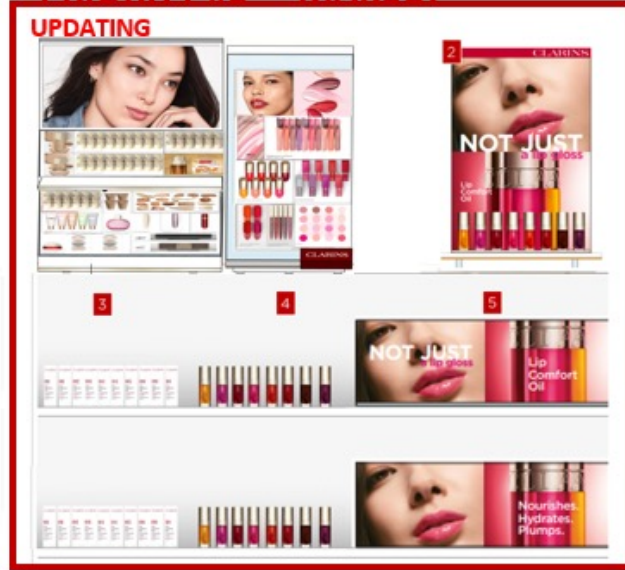 UPDATING
2
CLARINS
NOT JUST
a lip gloss
Lip
Comfort
Oil
CLARINS
3
4
5
NOT JUST
a lip gloss
Lip
Comfort
Oil
Nourishes.
Hydrates.
Plumps.